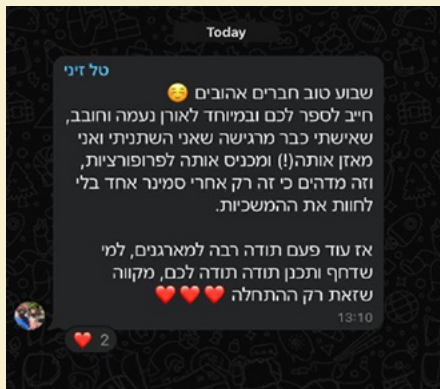 Today
טל זיני
שבוע טוב חברים אהובים ☺️
חייב לספר לכם ובמיוחד לאורן נעמה וחובב,
שאישתי כבר מרגישה שאני השתניתי ואני
מאזן אותה(!) ומכניס אותה לפרופורציות,
וזה מדהים כי זה רק אחרי סמינר אחד בלי
לחוות את ההמשכיות.
אז עוד פעם תודה רבה למארגנים, למי
שדחף ותכנן תודה תודה לכם, מקווה
שזאת רק ההתחלה ❤️ ❤️ ❤️
13:10
❤️ 2